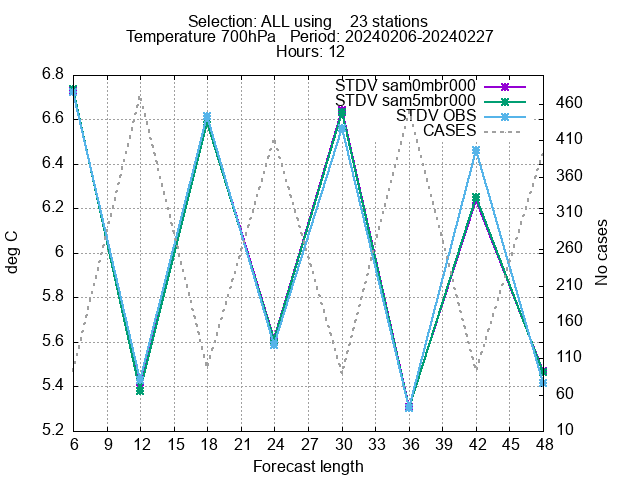 Selection: ALL using 23 stations
Temperature 700hPa Period: 20240206-20240227
Hours: 12
STDV sam0mbr000
STDV sam5mbr000
STDV OBS
CASES
6.8
6.6
6.4
6.2
6
5.8
5.6
5.4
5.2
deg C
460
410
360
310
260
210
160
110
60
10
No cases
6 9 12 15 18 21 24 27 30 33 36 39 42 45 48
Forecast length